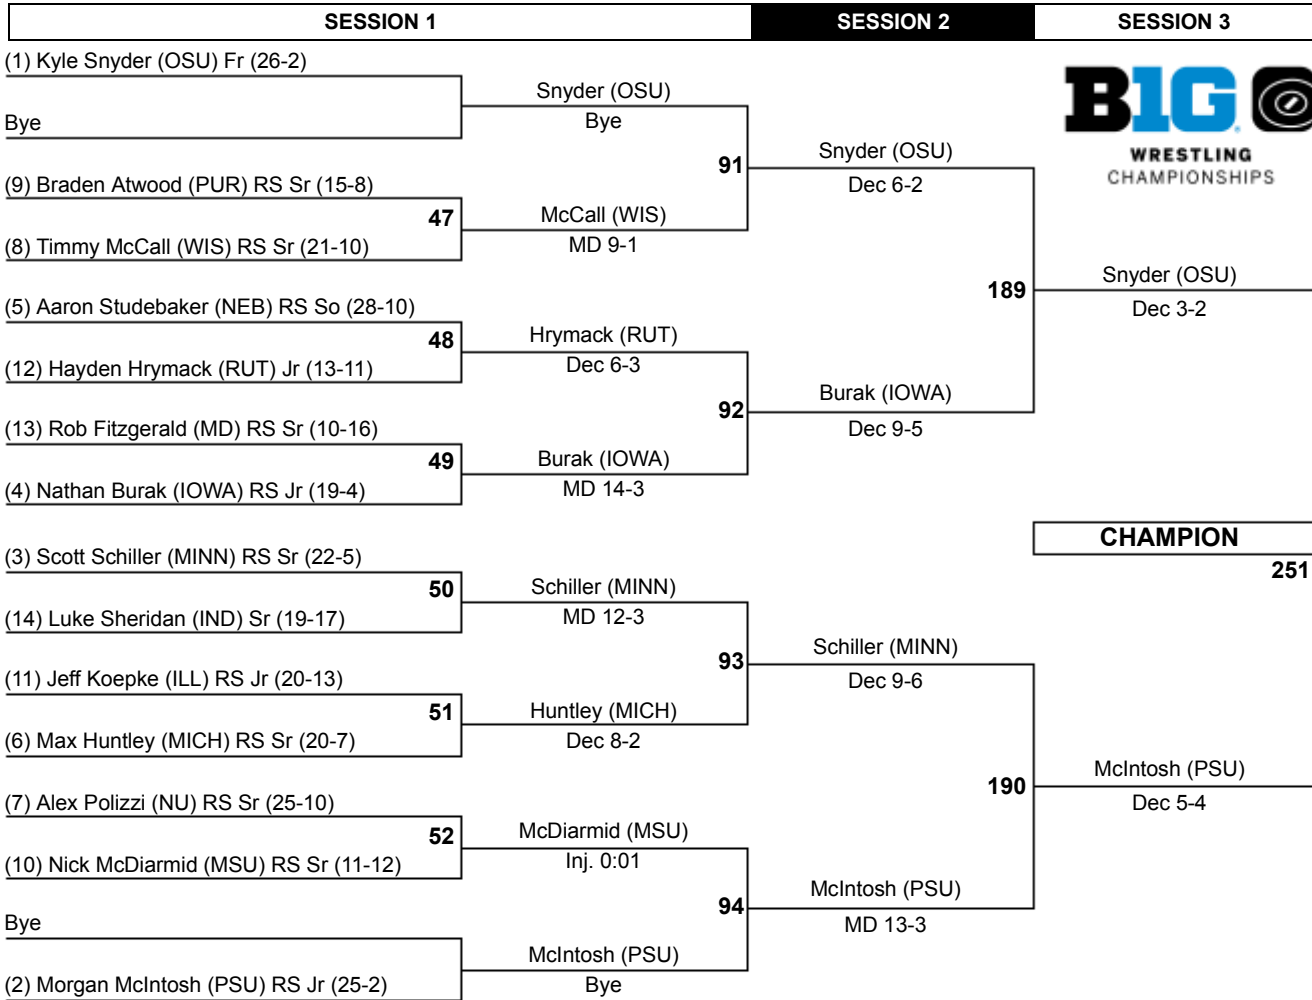 SESSION 1
SESSION 2
SESSION 3
(1) Kyle Snyder (OSU) Fr (26-2)
Snyder (OSU)
Bye
Bye
91
Snyder (OSU)
Dec 6-2
B1G
WRESTLING
CHAMPIONSHIPS
(9) Braden Atwood (PUR) RS Sr (15-8)
47
McCall (WIS)
MD 9-1
(8) Timmy McCall (WIS) RS Sr (21-10)
189
Snyder (OSU)
Dec 3-2
(5) Aaron Studebaker (NEB) RS So (28-10)
48
Hrymack (RUT)
Dec 6-3
(12) Hayden Hrymack (RUT) Jr (13-11)
92
Burak (IOWA)
Dec 9-5
(13) Rob Fitzgerald (MD) RS Sr (10-16)
49
Burak (IOWA)
MD 14-3
(4) Nathan Burak (IOWA) RS Jr (19-4)
CHAMPION
251
(3) Scott Schiller (MINN) RS Sr (22-5)
50
Schiller (MINN)
MD 12-3
(14) Luke Sheridan (IND) Sr (19-17)
93
Schiller (MINN)
Dec 9-6
(11) Jeff Koepke (ILL) RS Jr (20-13)
51
Huntley (MICH)
Dec 8-2
(6) Max Huntley (MICH) RS Sr (20-7)
190
McIntosh (PSU)
Dec 5-4
(7) Alex Polizzi (NU) RS Sr (25-10)
52
McDiarmid (MSU)
Inj. 0:01
(10) Nick McDiarmid (MSU) RS Sr (11-12)
94
McIntosh (PSU)
MD 13-3
Bye
McIntosh (PSU)
Bye
(2) Morgan McIntosh (PSU) RS Jr (25-2)